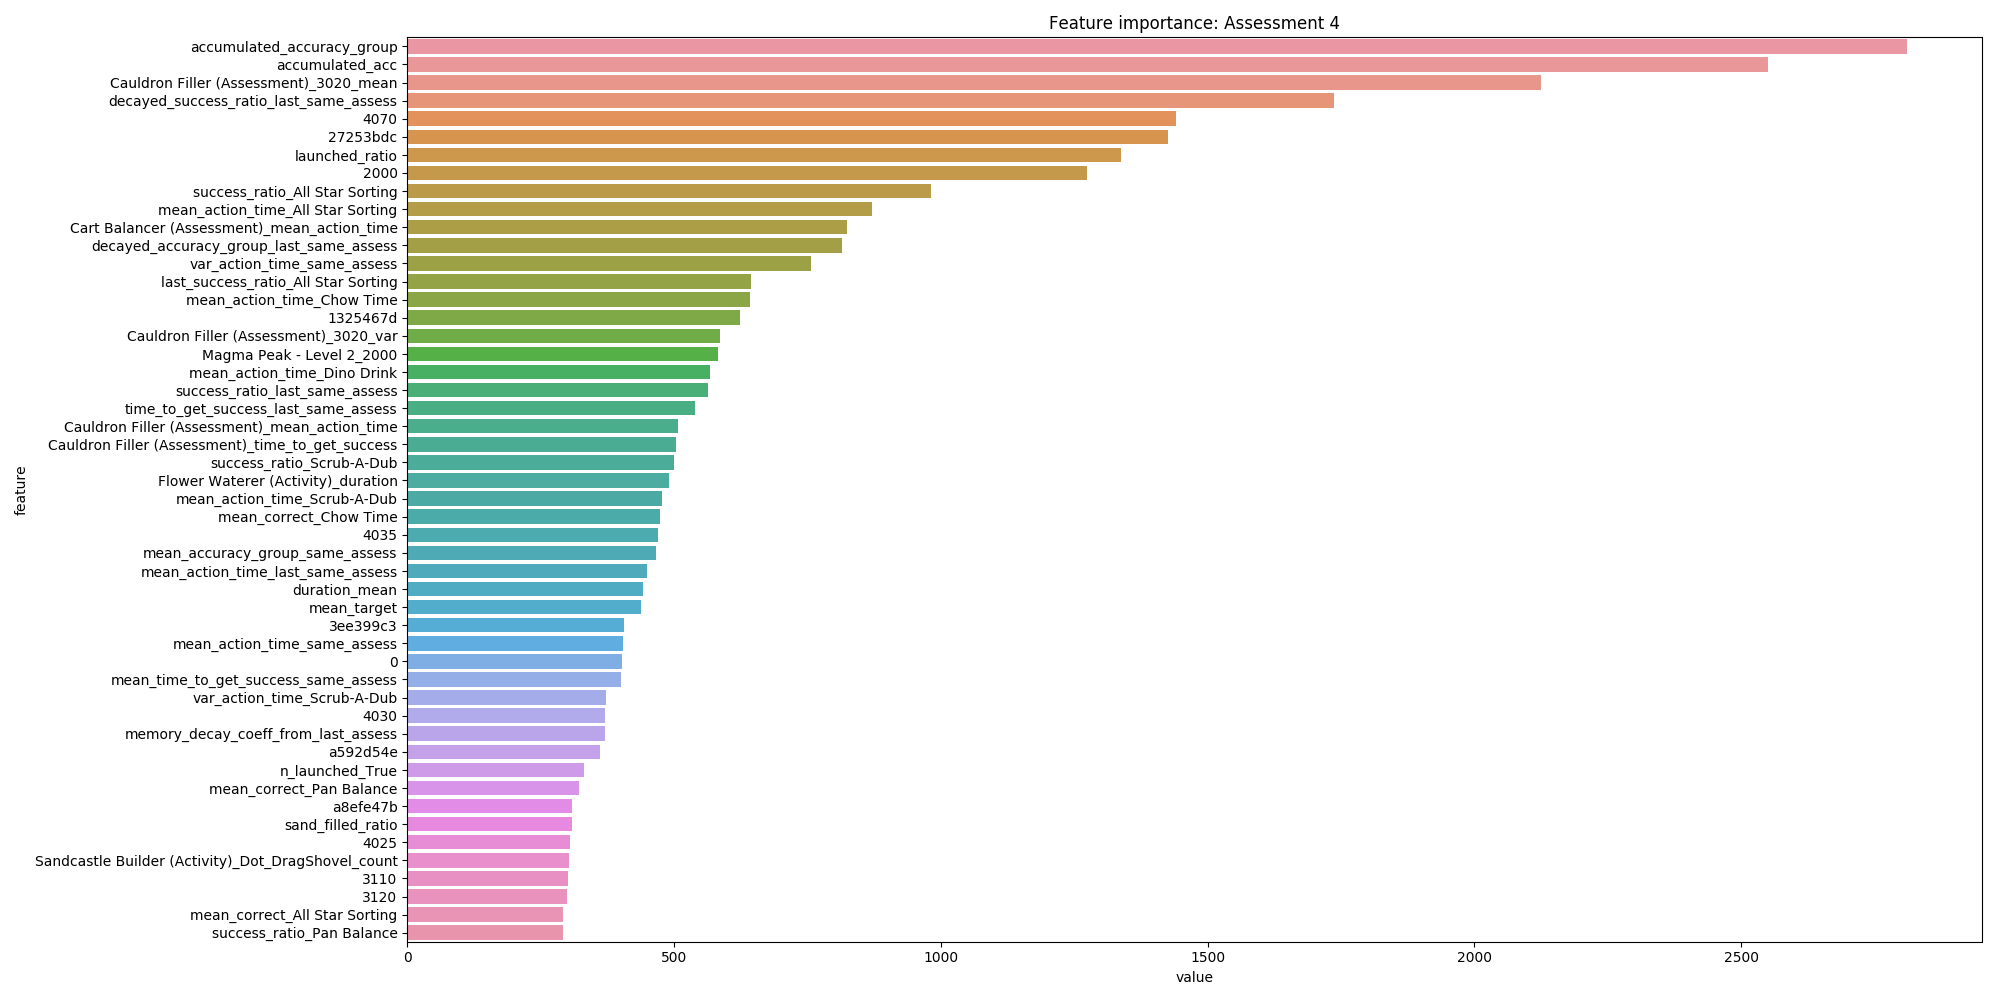 Feature importance: Assessment 4
accumulated_accuracy_group
accumulated_acc
Cauldron Filler (Assessment)_3020_mean
decayed_success_ratio_last_same_assess
4070
27253bdc
launched_ratio
2000
success_ratio_All Star Sorting
mean_action_time_All Star Sorting
Cart Balancer (Assessment)_mean_action_time
decayed_accuracy_group_last_same_assess
var_action_time_same_assess
last_success_ratio_All Star Sorting
mean_action_time_Chow Time
1325467d
Cauldron Filler (Assessment)_3020_var
Magma Peak - Level 2_2000
mean_action_time_Dino Drink
success_ratio_last_same_assess
time_to_get_success_last_same_assess
Cauldron Filler (Assessment)_mean_action_time
Cauldron Filler (Assessment)_time_to_get_success
success_ratio_Scrub-A-Dub
Flower Waterer (Activity)_duration
mean_action_time_Scrub-A-Dub
mean_correct_Chow Time
4035
mean_accuracy_group_same_assess
mean_action_time_last_same_assess
duration_mean
mean_target
3ee399c3
mean_action_time_same_assess
0
mean_time_to_get_success_same_assess
var_action_time_Scrub-A-Dub
4030
memory_decay_coeff_from_last_assess
a592d54e
n_launched_True
mean_correct_Pan Balance
a8efe47b
sand_filled_ratio
4025
Sandcastle Builder (Activity)_Dot_DragShovel_count
3110
3120
mean_correct_All Star Sorting
success_ratio_Pan Balance
feature
0 500 1000 1500 2000 2500
value